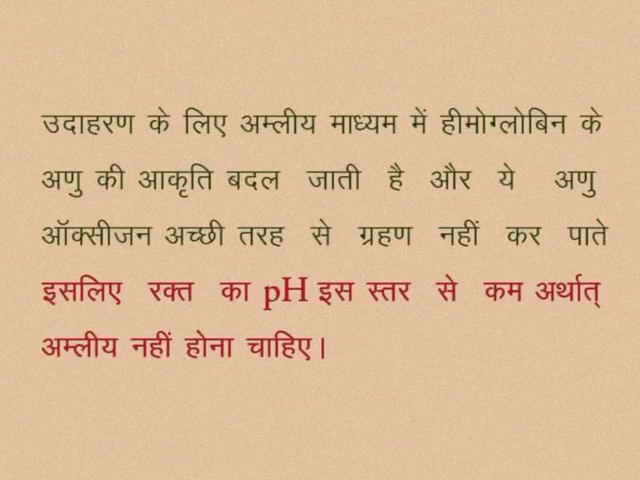 उदाहरण के लिए अम्लीय माध्यम में हीमोग्लोबिन के
अणु की आकृति बदल जाती है और ये अणु
ऑक्सीजन अच्छी तरह से ग्रहण नहीं कर पाते
इसलिए रक्त का pH इस स्तर से कम अर्थात्
अम्लीय नहीं होना चाहिए।